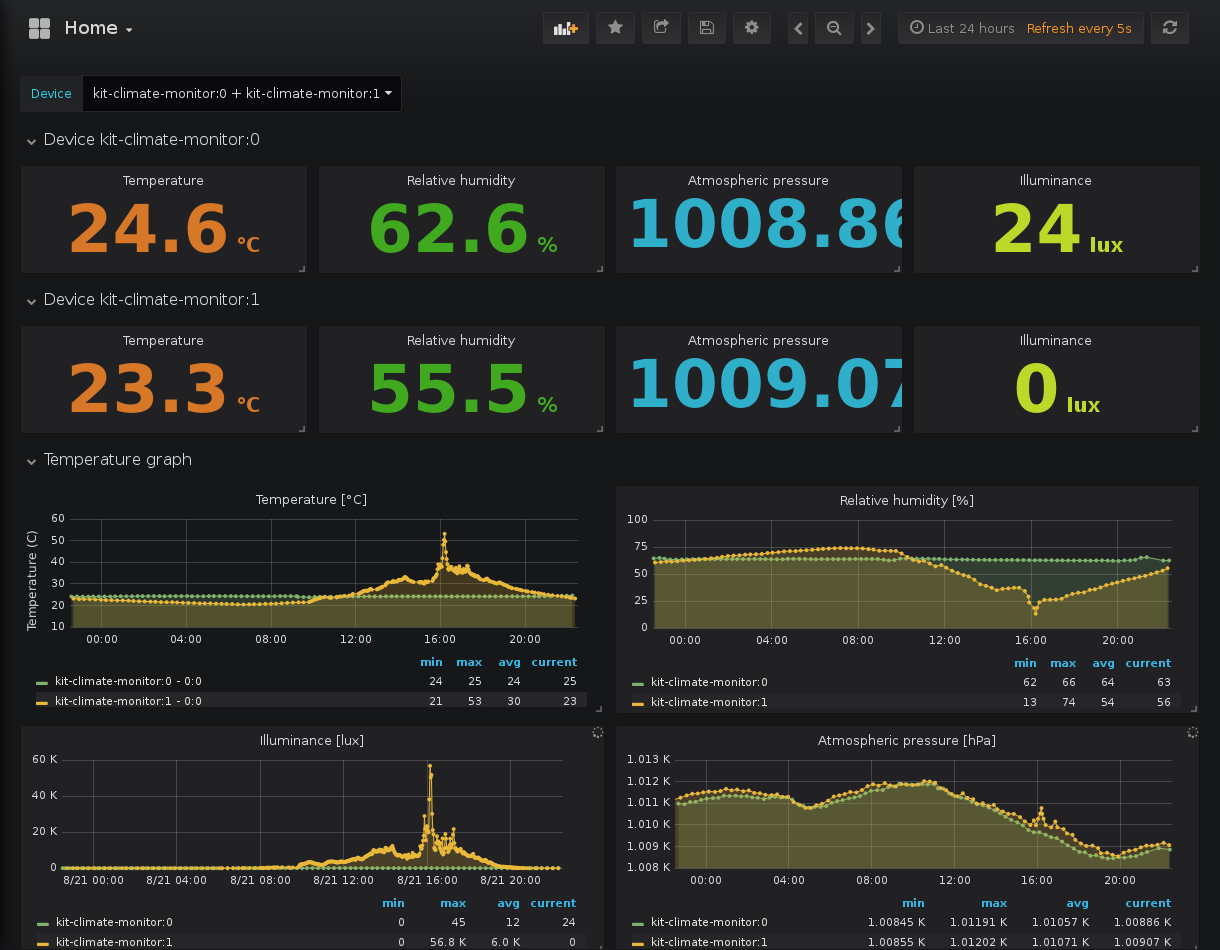 Home
Last 24 hours Refresh every 5s
Device kit-climate-monitor:0 + kit-climate-monitor:1
Device kit-climate-monitor:0
Temperature Relative humidity Atmospheric pressure Illuminance
24.6 °C 62.6 % 1008.86 24 lux
Device kit-climate-monitor:1
Temperature Relative humidity Atmospheric pressure Illuminance
23.3 °C 55.5 % 1009.07 0 lux
Temperature graph
Temperature [°C]
Temperature (C)
60
50
40
30
20
10
00:00 04:00 08:00 12:00 16:00 20:00
min max avg current
kit-climate-monitor:0 - 0:0 24 25 24 25
kit-climate-monitor:1 - 0:0 21 53 30 23
Relative humidity [%]
100
75
50
25
0
00:00 04:00 08:00 12:00 16:00 20:00
min max avg current
kit-climate-monitor:0 62 66 64 63
kit-climate-monitor:1 13 74 54 56
Illuminance [lux]
60 K
40 K
20 K
0
8/21 00:00 8/21 04:00 8/21 08:00 8/21 12:00 8/21 16:00 8/21 20:00
min max avg current
kit-climate-monitor:0 0 45 12 24
kit-climate-monitor:1 0 56.8 K 6.0 K 0
Atmospheric pressure [hPa]
1.013 K
1.012 K
1.011 K
1.010 K
1.009 K
1.008 K
00:00 04:00 08:00 12:00 16:00 20:00
min max avg current
kit-climate-monitor:0 1.00845 K 1.01191 K 1.01057 K 1.00886 K
kit-climate-monitor:1 1.00855 K 1.01202 K 1.01071 K 1.00907 K